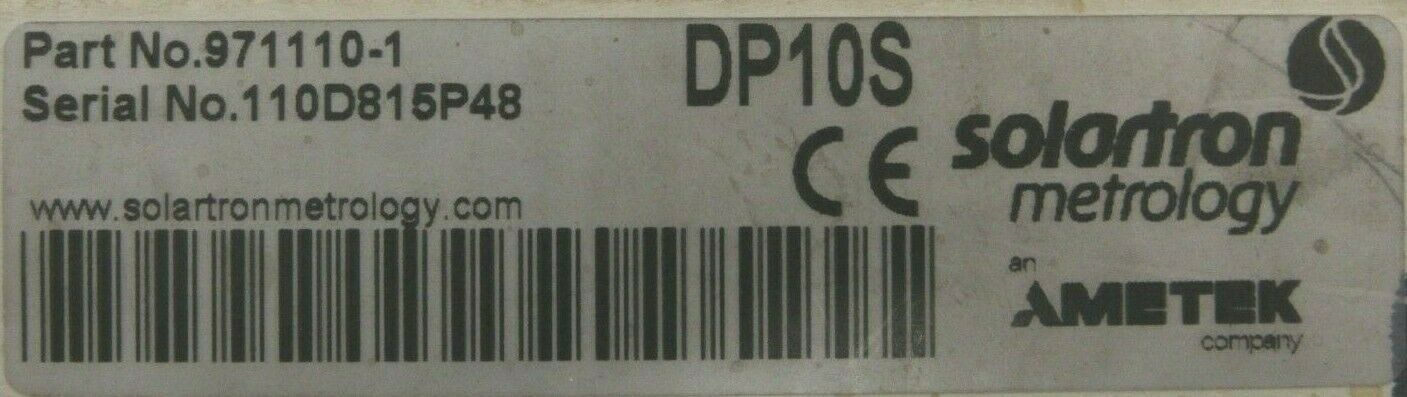 Part No.971110-1
Serial No.110D815P48
DP10S
CE
www.solartronmetrology.com
solartron
metrology
an
AMETEK
company